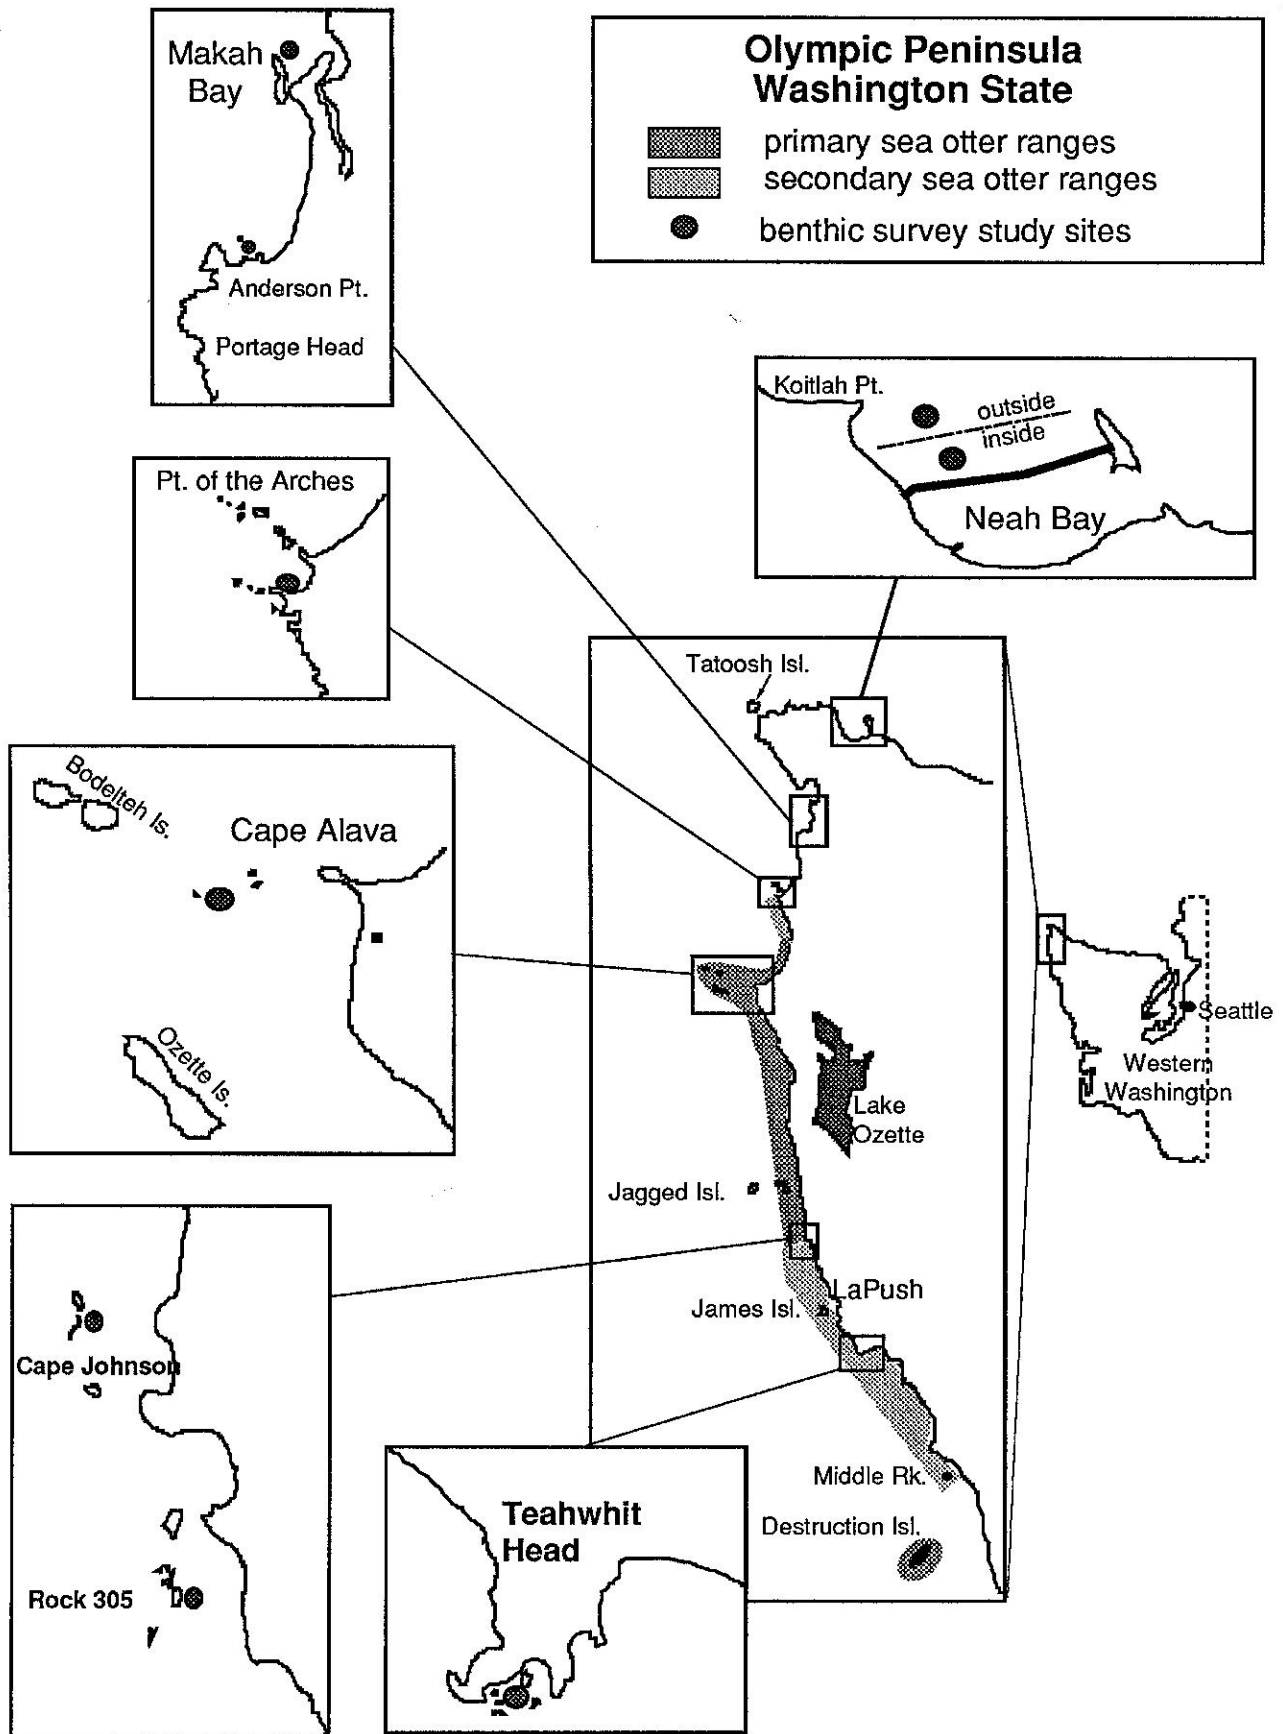 Makah
Bay
Anderson Pt.
Portage Head
Olympic Peninsula
Washington State
primary sea otter ranges
secondary sea otter ranges
benthic survey study sites
Koitlah Pt.
outside
inside
Neah Bay
Pt. of the Arches
Tatoosh Isl.
Bodelteh Is.
Cape Alava
Ozette Is.
Seattle
Western
Washington
Lake
Ozette
Jagged Isl.
LaPush
James Isl.
Cape Johnson
Rock 305
Teahwhit
Head
Middle Rk.
Destruction Isl.